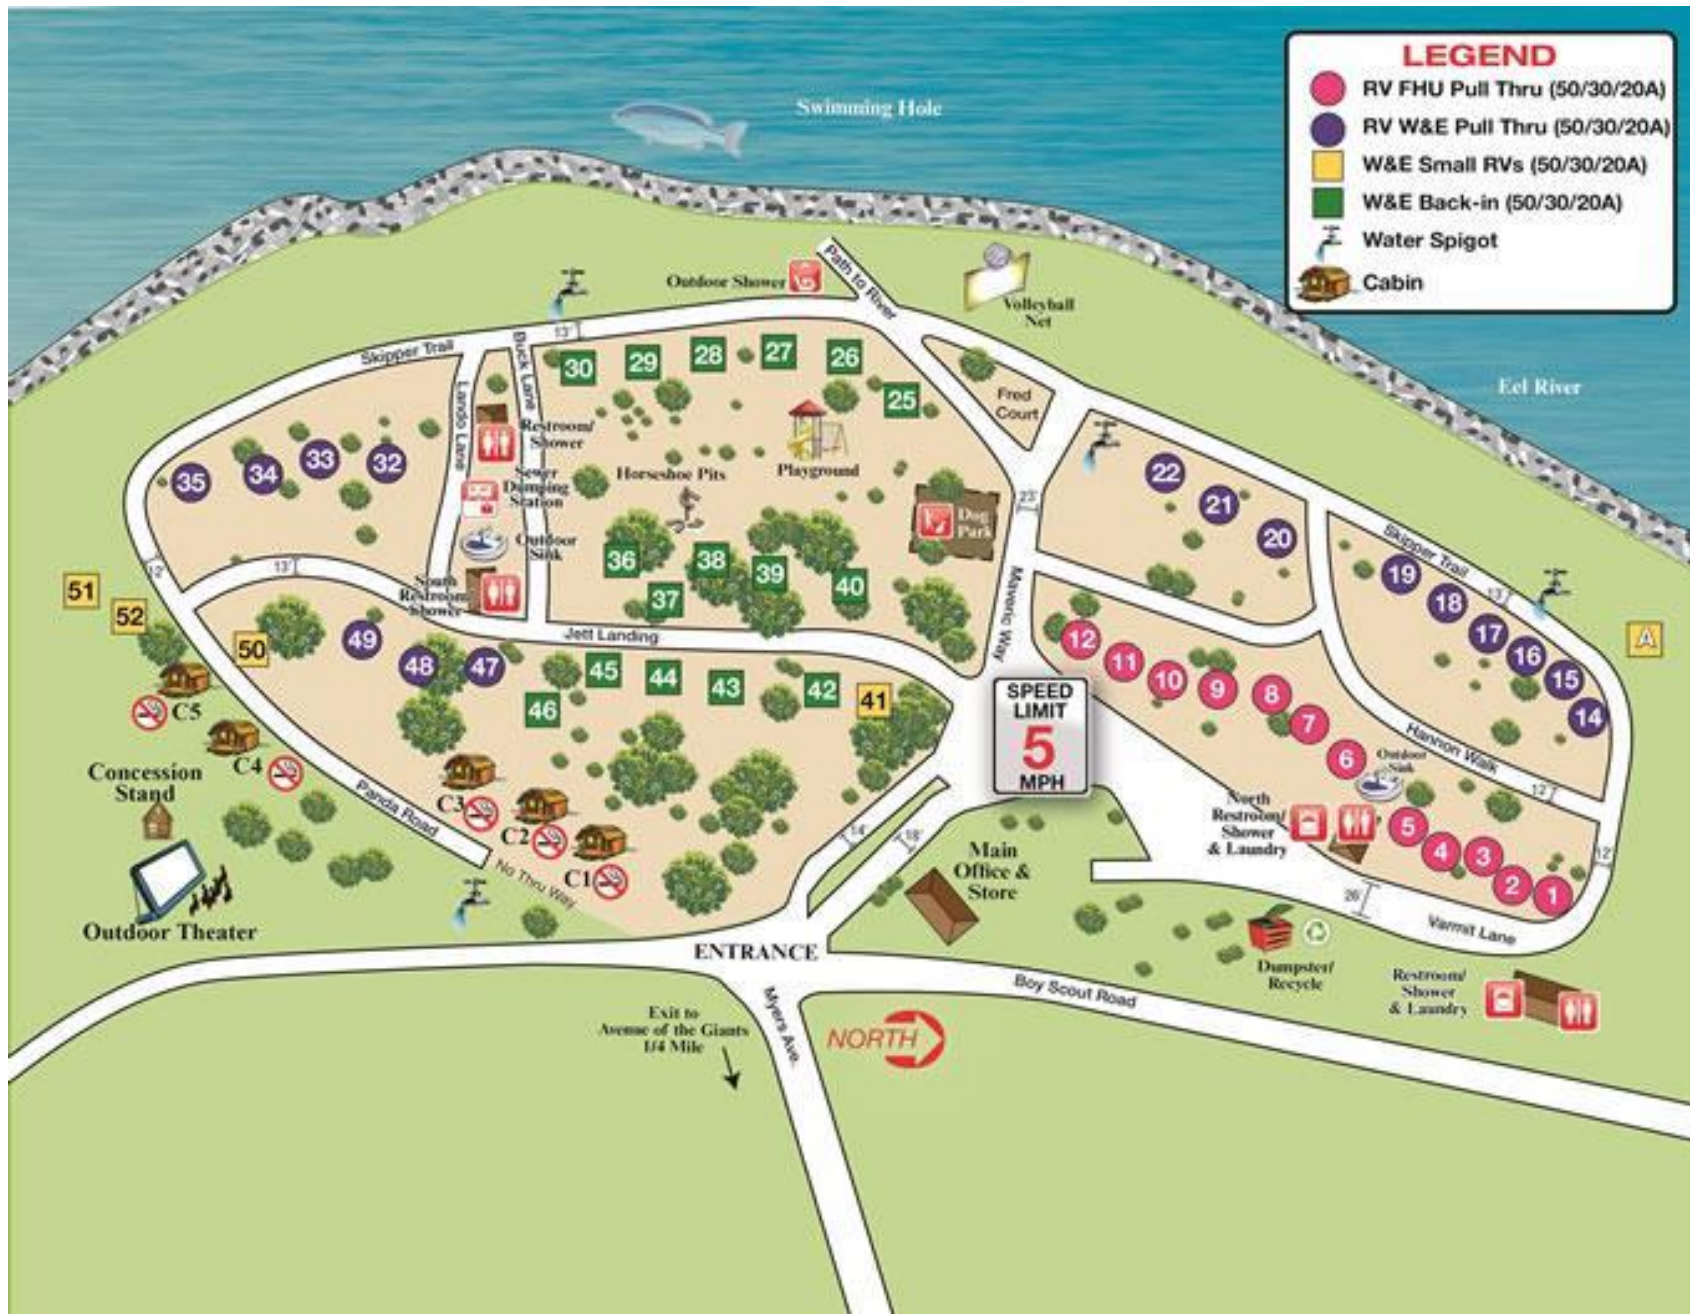 LEGEND
RV FHU Pull Thru (50/30/20A)
RV W&E Pull Thru (50/30/20A)
W&E Small RVs (50/30/20A)
W&E Back-in (50/30/20A)
Water Spigot
Cabin
Swimming Hole
Eel River
Outdoor Shower
Path to River
Volleyball
Net
Skipper Trail
Buck Lane
Lando Lane
13'
30
29
28
27
26
25
Fred
Court
35
34
33
32
Restroom/
Shower
Sewer
Dumping
Station
Outdoor
Sink
South
Restroom
Shower
Horseshoe Pits
Playground
Dog
Park
23'
22
21
20
Skipper Trail
13'
19
18
17
16
15
14
A
36
37
38
39
40
Maveric Way
Jett Landing
12'
13'
51
52
50
49
48
47
46
45
44
43
42
41
12
11
10
9
8
7
6
5
4
3
2
1
SPEED
LIMIT
5
MPH
Hannon Walk
12'
12'
Outdoor
Sink
North
Restroom/
Shower
& Laundry
C5
C4
C3
C2
C1
Concession
Stand
Panda Road
No Thru Way
Outdoor Theater
14'
18'
Main
Office &
Store
26'
Varmit Lane
ENTRANCE
Dumpster/
Recycle
Restroom/
Shower
& Laundry
Boy Scout Road
Myers Ave.
Exit to
Avenue of the Giants
1/4 Mile
NORTH